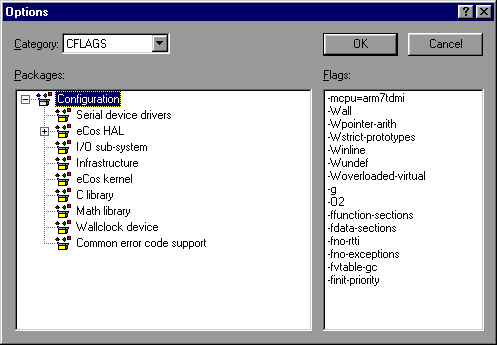 Options
Category: CFLAGS
OK
Cancel
Packages:
Flags:
Configuration
Serial device drivers
eCos HAL
I/O sub-system
Infrastructure
eCos kernel
C library
Math library
Wallclock device
Common error code support
-mcpu=arm7tdmi
-Wall
-Wpointer-arith
-Wstrict-prototypes
-Winline
-Wundef
-Woverloaded-virtual
-g
-O2
-ffunction-sections
-fdata-sections
-fno-rtti
-fno-exceptions
-fvtable-gc
-finit-priority